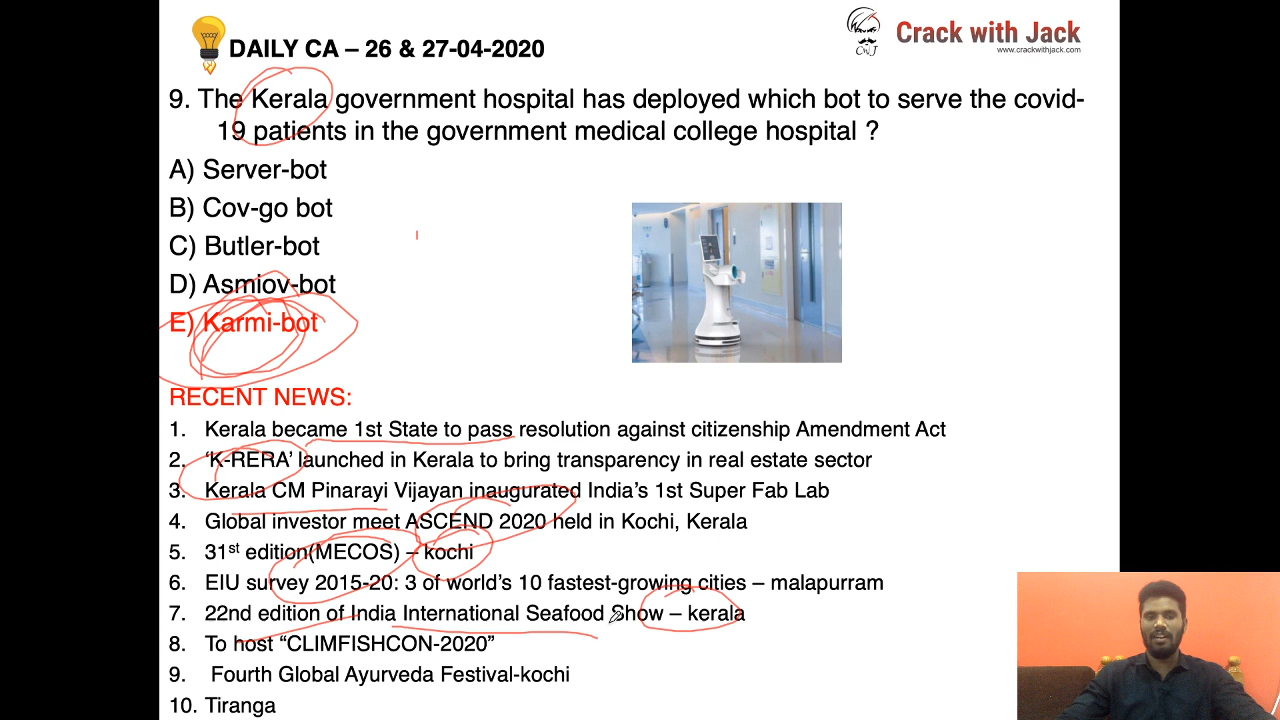 DAILY CA – 26 & 27-04-2020
Crack with Jack
www.crackwithjack.com
CwJ
9. The Kerala government hospital has deployed which bot to serve the covid-
19 patients in the government medical college hospital ?
A) Server-bot
B) Cov-go bot
C) Butler-bot
D) Asmiov-bot
E) Karmi-bot
RECENT NEWS:
1. Kerala became 1st State to pass resolution against citizenship Amendment Act
2. ‘K-RERA’ launched in Kerala to bring transparency in real estate sector
3. Kerala CM Pinarayi Vijayan inaugurated India’s 1st Super Fab Lab
4. Global investor meet ASCEND 2020 held in Kochi, Kerala
5. 31st edition(MECOS) – kochi
6. EIU survey 2015-20: 3 of world’s 10 fastest-growing cities – malapurram
7. 22nd edition of India International Seafood Show – kerala
8. To host “CLIMFISHCON-2020”
9. Fourth Global Ayurveda Festival-kochi
10. Tiranga